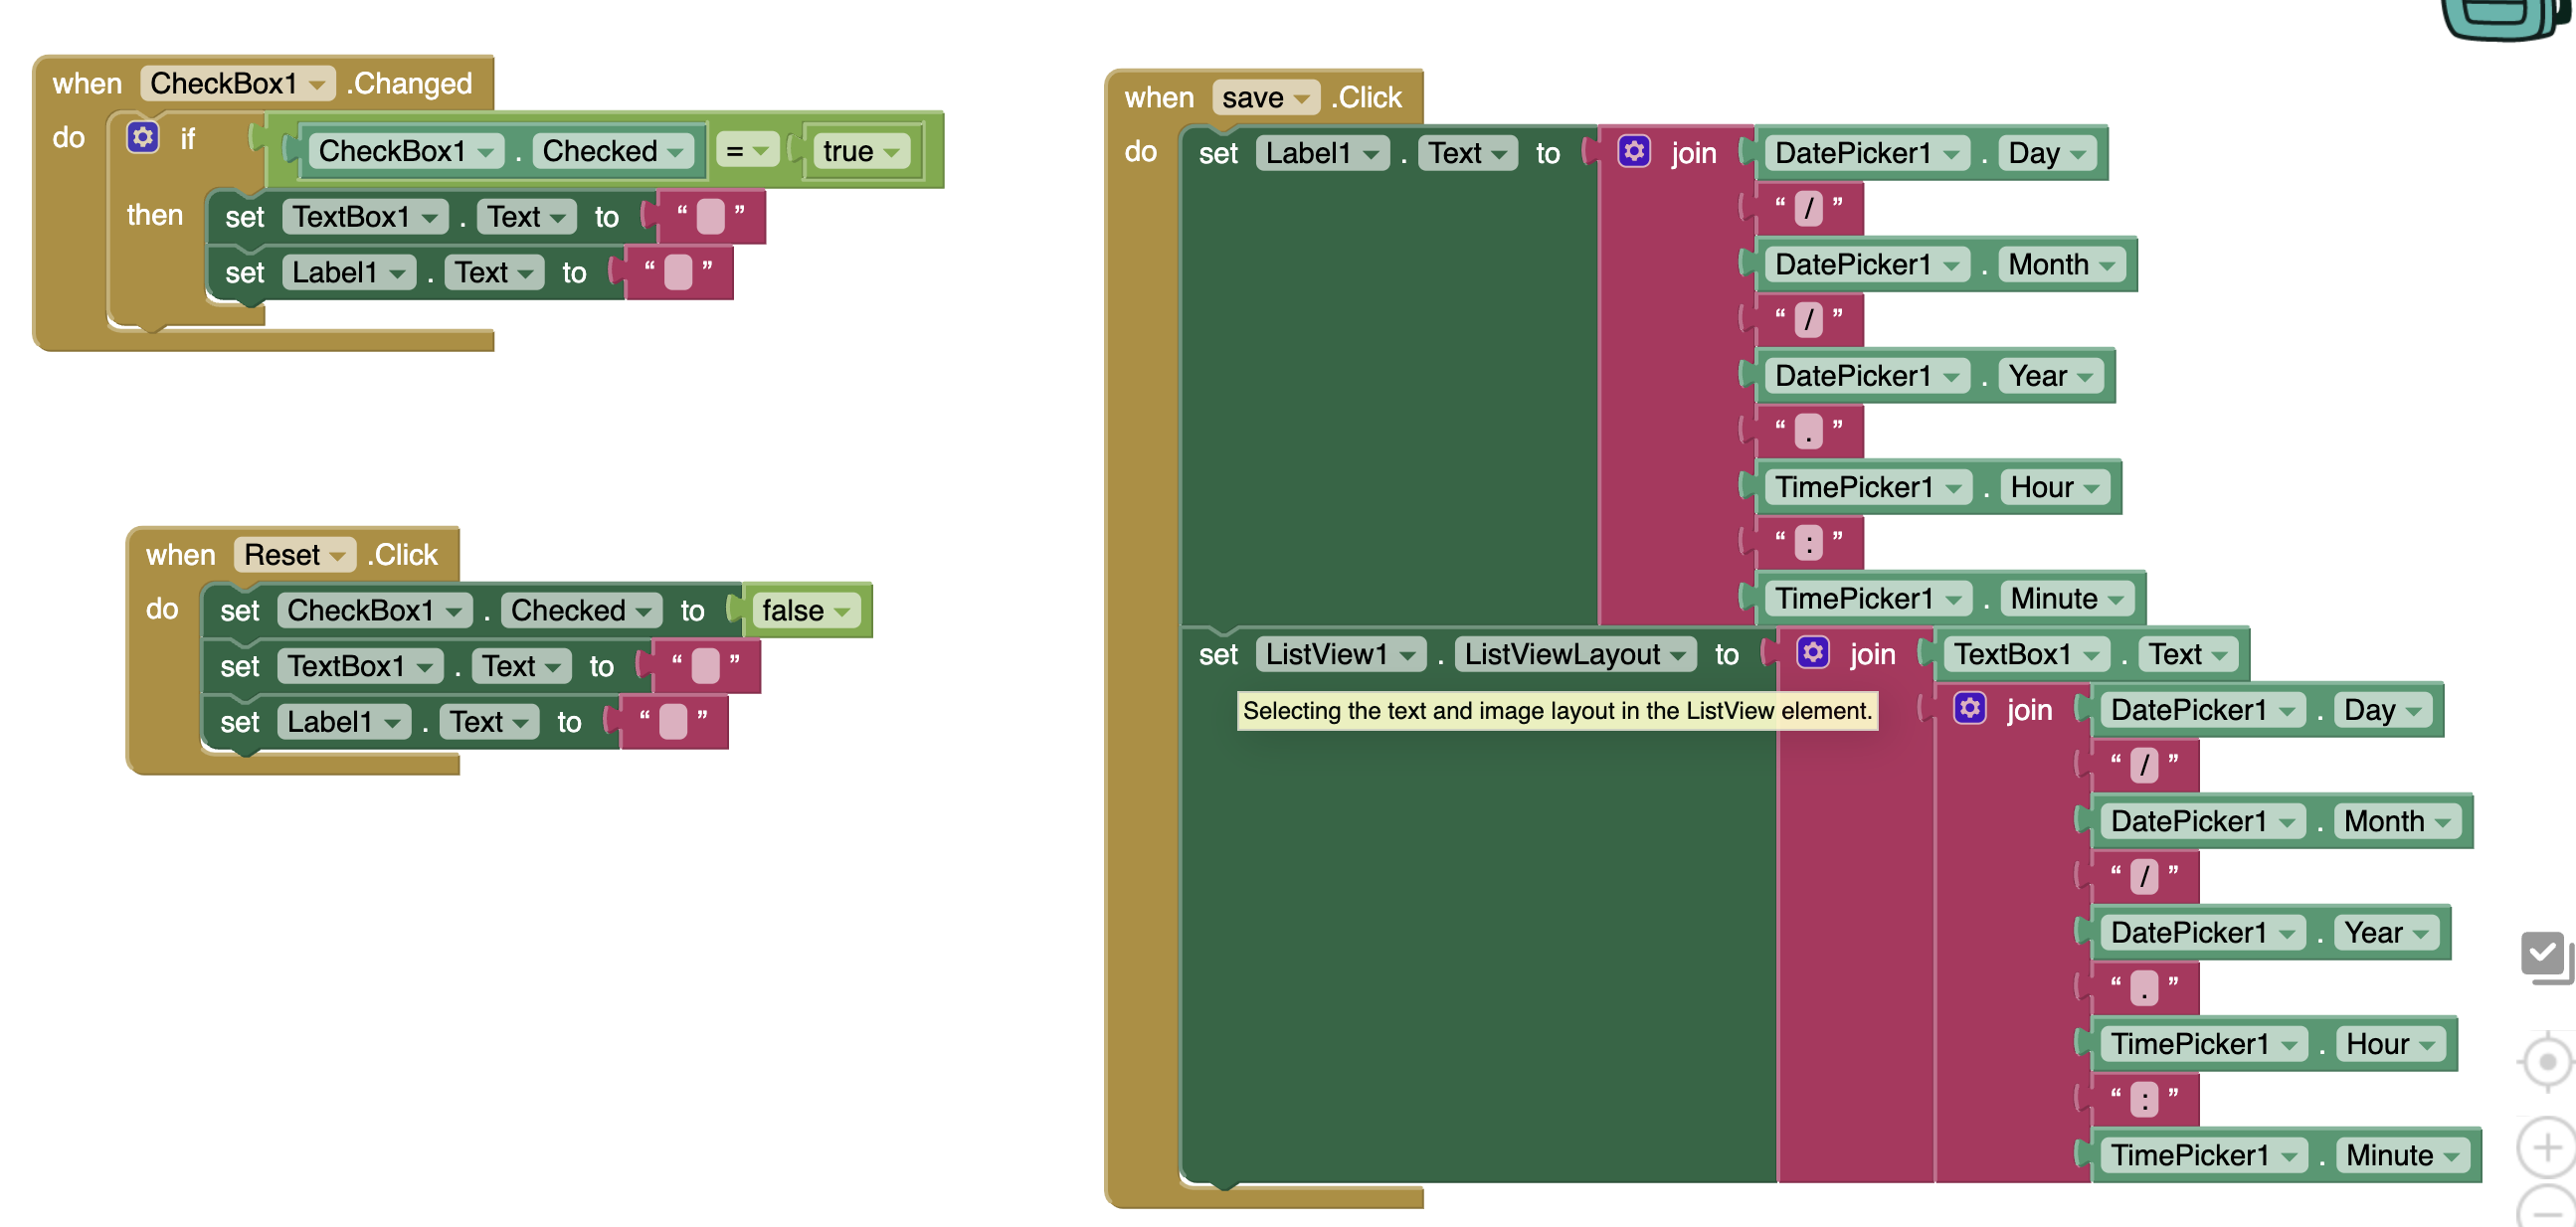 when CheckBox1 .Changed
do if CheckBox1 . Checked = true
then set TextBox1 . Text to “ ”
set Label1 . Text to “ ”
when Reset .Click
do set CheckBox1 . Checked to false
set TextBox1 . Text to “ ”
set Label1 . Text to “ ”
when save .Click
do set Label1 . Text to join DatePicker1 . Day
“ / ”
DatePicker1 . Month
“ / ”
DatePicker1 . Year
“ . ”
TimePicker1 . Hour
“ : ”
TimePicker1 . Minute
set ListView1 . ListViewLayout to join TextBox1 . Text
Selecting the text and image layout in the ListView element.
join DatePicker1 . Day
“ / ”
DatePicker1 . Month
“ / ”
DatePicker1 . Year
“ . ”
TimePicker1 . Hour
“ : ”
TimePicker1 . Minute